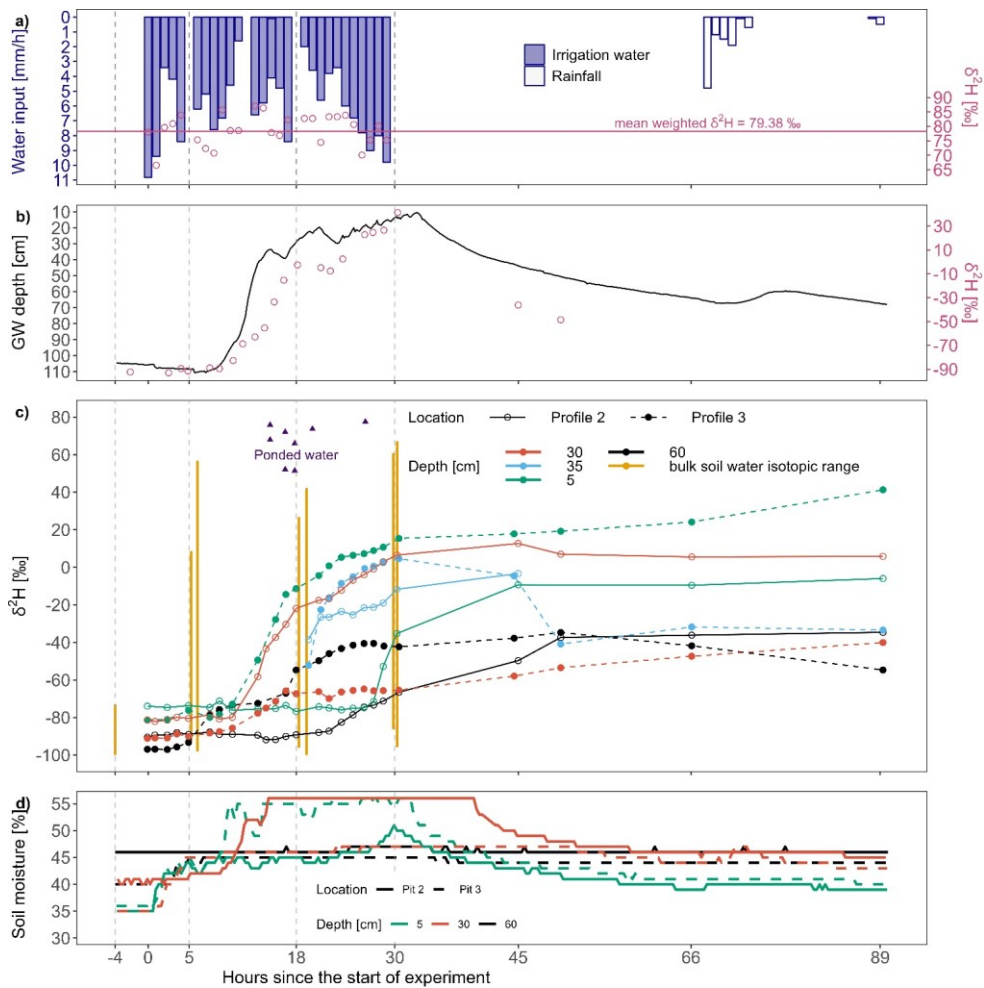 a)
Water input [mm/h]
0
1
2
3
4
5
6
7
8
9
10
11
Irrigation water
Rainfall
mean weighted δ²H = 79.38 ‰
90
85
80
75
70
65
δ²H [‰]
b)
GW depth [cm]
10
20
30
40
50
60
70
80
90
100
110
30
10
-10
-30
-50
-70
-90
δ²H [‰]
c)
δ²H [‰]
80
60
40
20
0
-20
-40
-60
-80
-100
Location Profile 2 Profile 3
Ponded water
Depth [cm] 30 60
35 bulk soil water isotopic range
5
d)
Soil moisture [%]
55
50
45
40
35
30
Location Pit 2 Pit 3
Depth [cm] 5 30 60
-4 0 5 18 30 45 66 89
Hours since the start of experiment